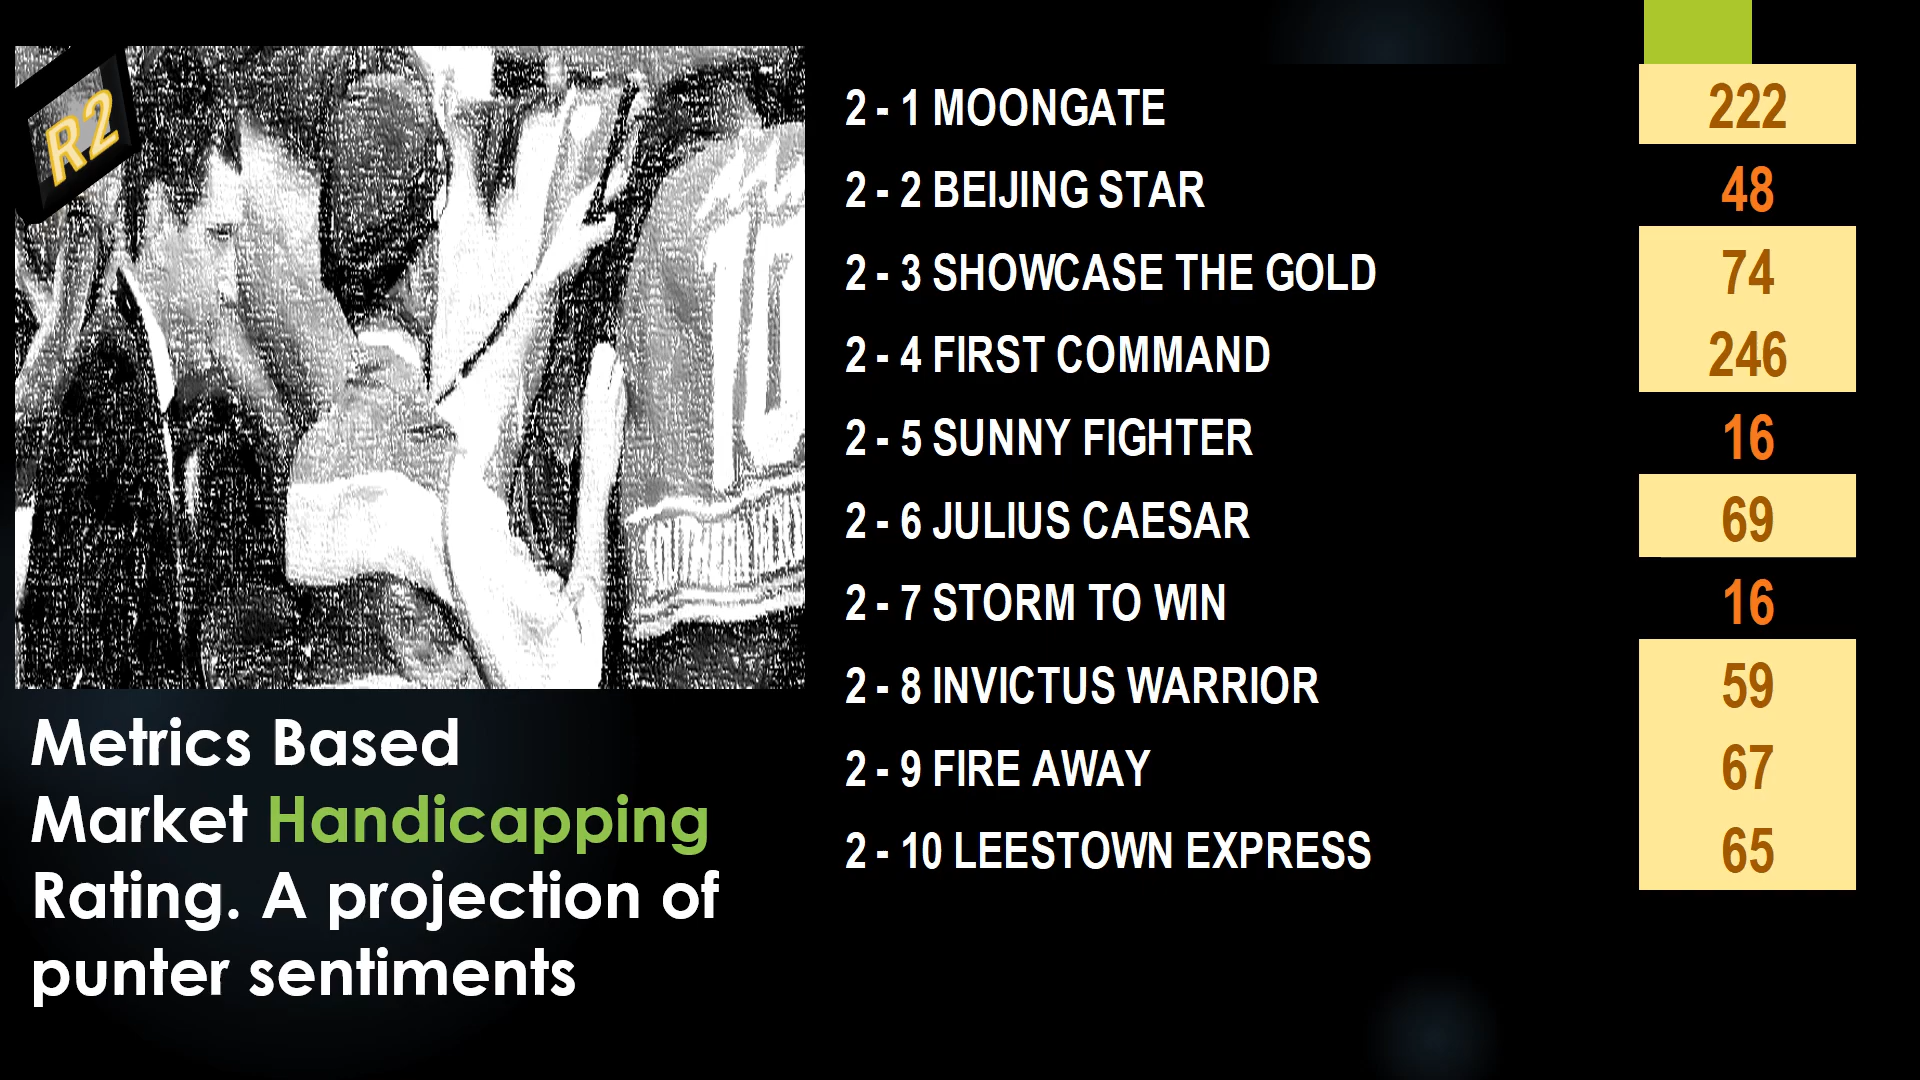 R2
2 - 1 MOONGATE 222
2 - 2 BEIJING STAR 48
2 - 3 SHOWCASE THE GOLD 74
2 - 4 FIRST COMMAND 246
2 - 5 SUNNY FIGHTER 16
2 - 6 JULIUS CAESAR 69
2 - 7 STORM TO WIN 16
2 - 8 INVICTUS WARRIOR 59
2 - 9 FIRE AWAY 67
2 - 10 LEESTOWN EXPRESS 65
Metrics Based
Market Handicapping
Rating. A projection of
punter sentiments